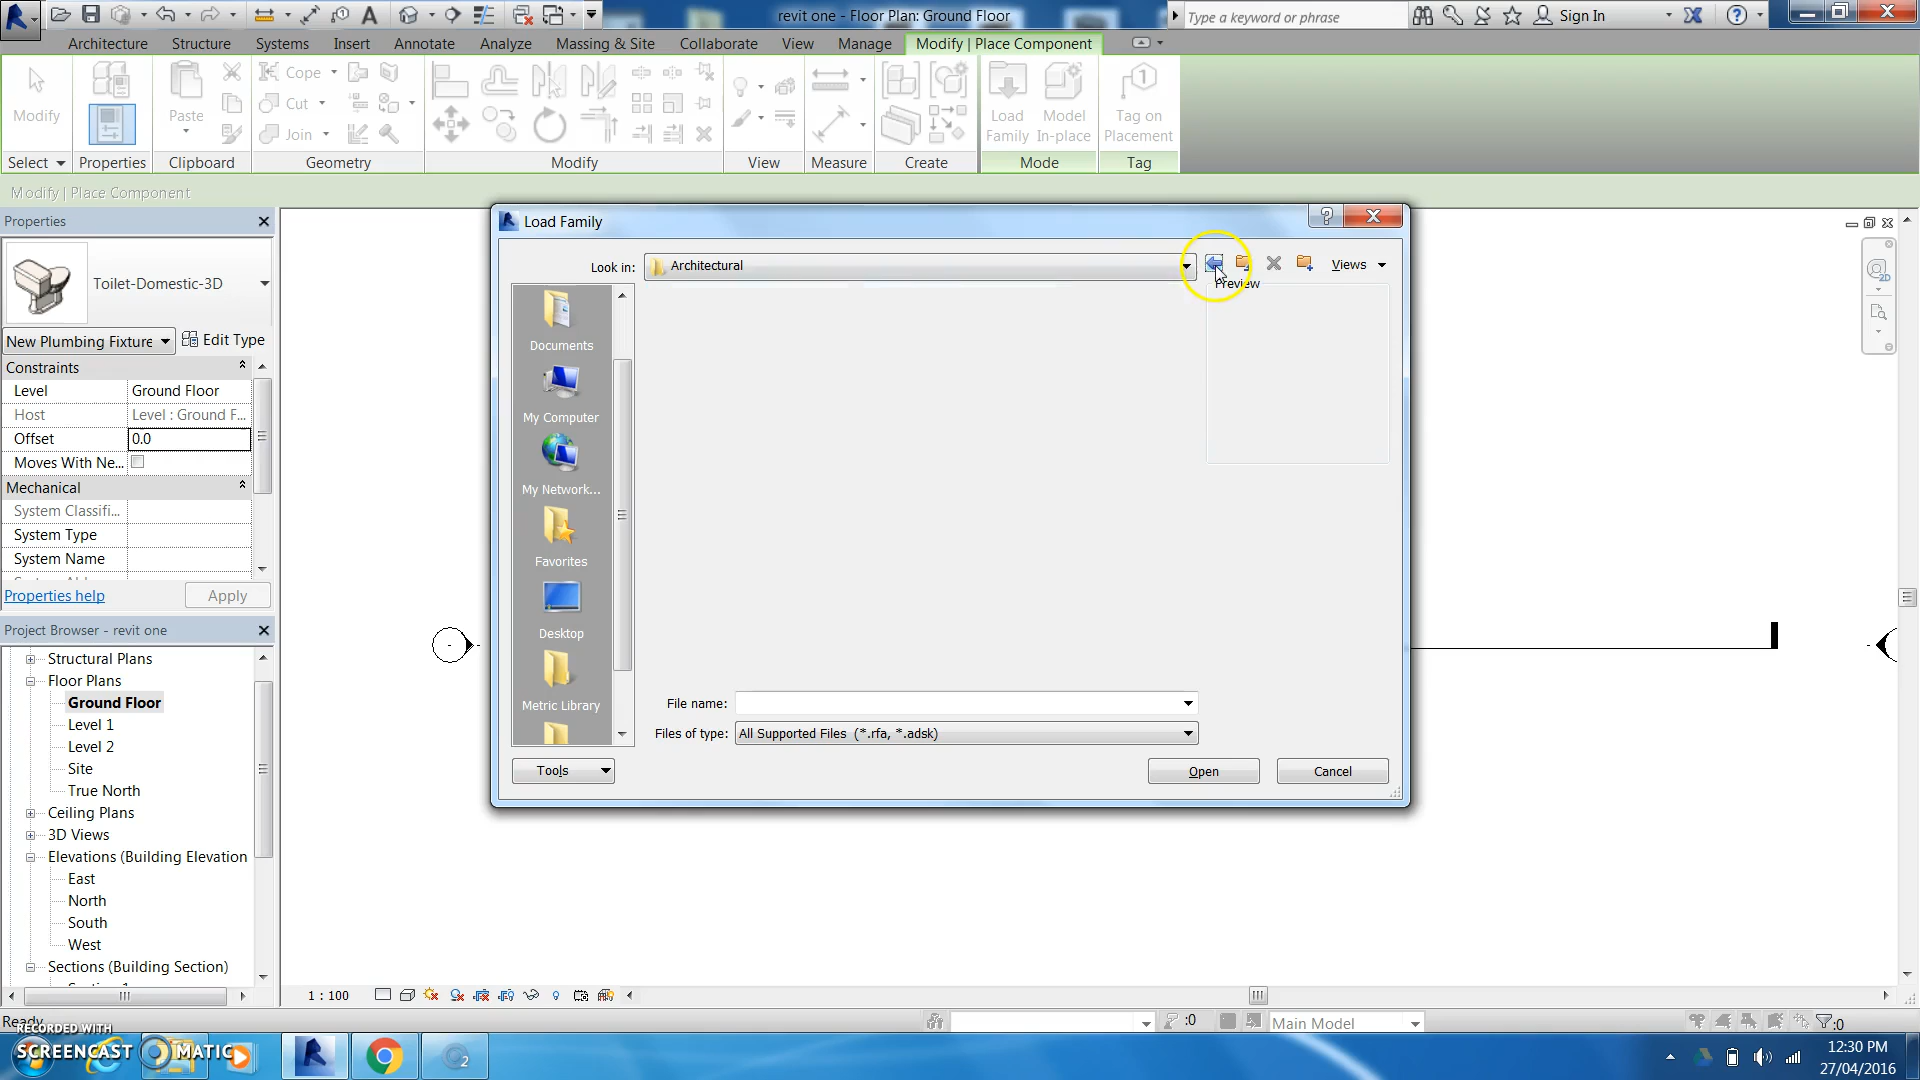 revit one - Floor Plan: Ground Floor
Type a keyword or phrase
Sign In
Architecture Structure Systems Insert Annotate Analyze Massing & Site Collaborate View Manage Modify | Place Component
Modify
Paste
Cope
Cut
Join
Load Family
Model In-place
Tag on Placement
Select Properties Clipboard Geometry Modify View Measure Create Mode Tag
Modify | Place Component
Properties
Toilet-Domestic-3D
New Plumbing Fixture Edit Type
Constraints
Level Ground Floor
Host Level : Ground F...
Offset 0.0
Moves With Ne...
Mechanical
System Classifi...
System Type
System Name
Properties help Apply
Project Browser - revit one
Structural Plans
Floor Plans
Ground Floor
Level 1
Level 2
Site
True North
Ceiling Plans
3D Views
Elevations (Building Elevation
East
North
South
West
Sections (Building Section)
Load Family
Look in: Architectural
Views
Preview
Documents
My Computer
My Network...
Favorites
Desktop
Metric Library
File name:
Files of type: All Supported Files (*.rfa, *.adsk)
Tools Open Cancel
1 : 100
Ready
:0
Main Model
:0
RECORDED WITH
SCREENCAST MATIC
12:30 PM
27/04/2016